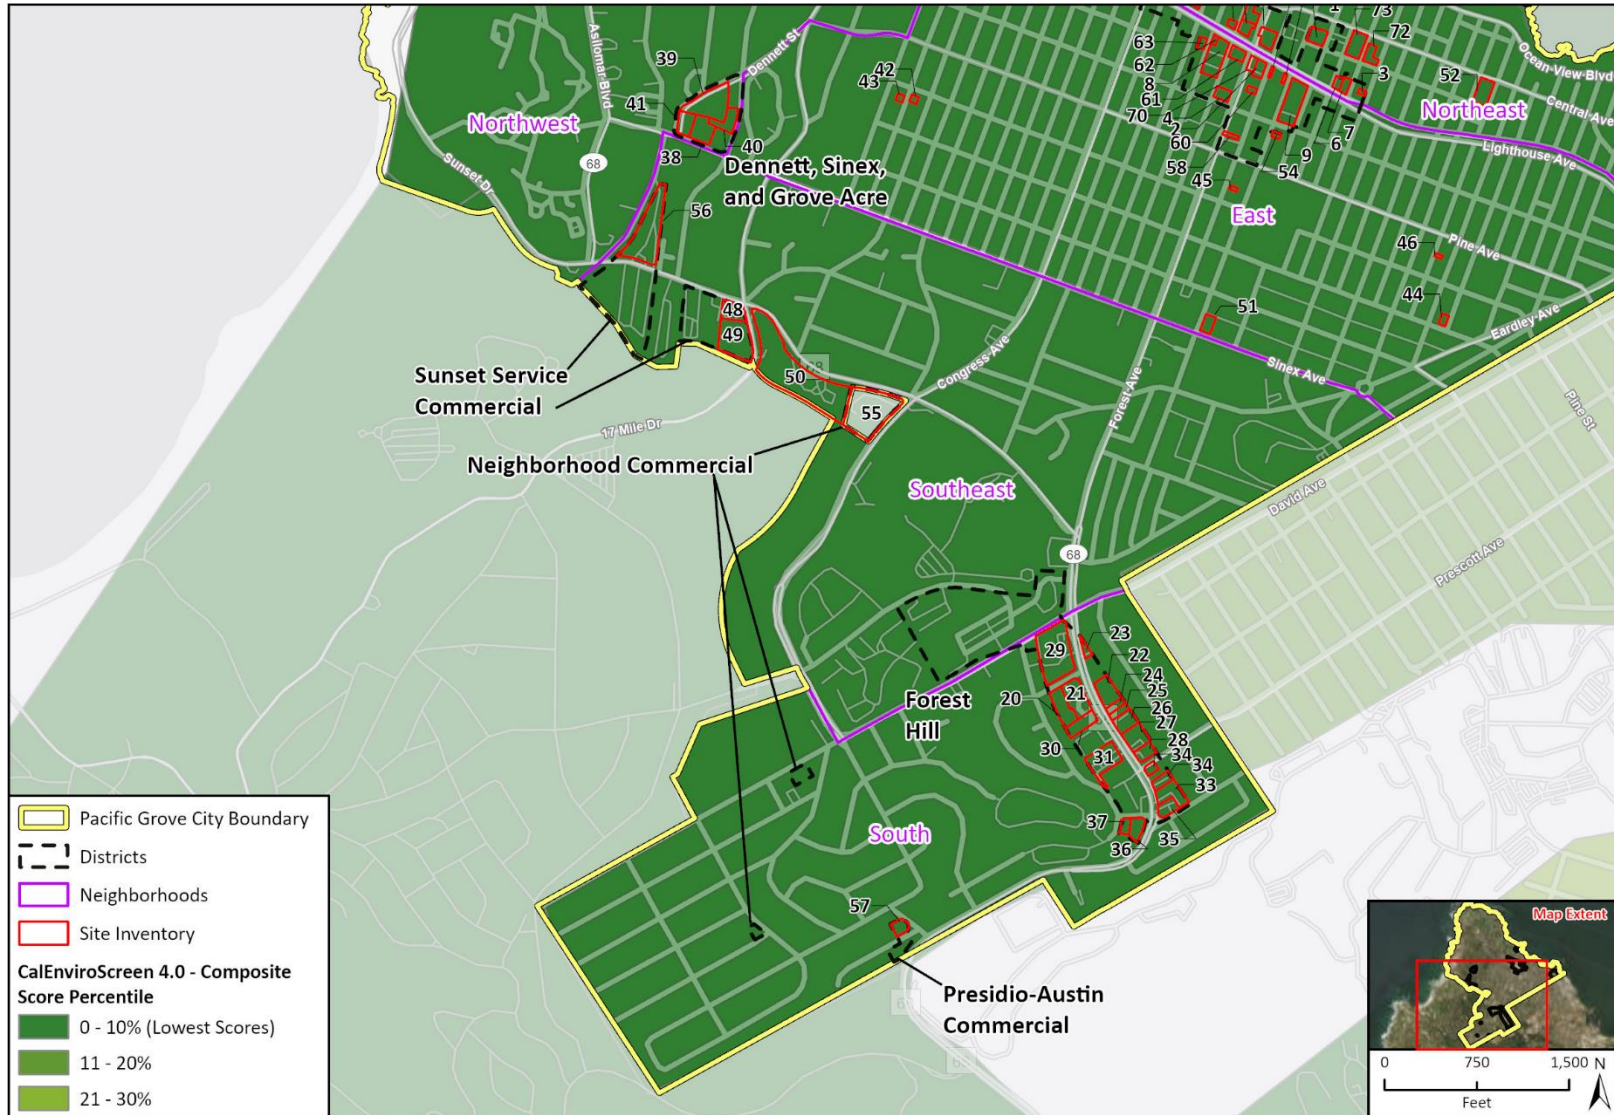 1
73
72
63
62
8
61
70
4
2
60
58
45
54
9
6
7
3
52
Ocean-View-Blvd
Central-Ave
Northeast
Lighthouse Ave
39
Dennett St
Asilomar-Blvd
41
Northwest
42
43
38
40
68
Dennett, Sinex,
and Grove Acre
Sunset-Dr
56
East
46
Pine-Ave
44
51
Eardley-Ave
Sinex Ave
48
49
50
68
Congress-Ave
Forest-Ave
55
Sunset Service
Commercial
17 Mile Dr
Neighborhood Commercial
Southeast
David Ave
Pine-St
Prescott Ave
68
29
23
22
24
25
26
27
28
34
34
33
35
20
21
30
31
37
36
Forest
Hill
South
57
Presidio-Austin
Commercial
Pacific Grove City Boundary
Districts
Neighborhoods
Site Inventory
CalEnviroScreen 4.0 - Composite
Score Percentile
0 - 10% (Lowest Scores)
11 - 20%
21 - 30%
Map Extent
0 750 1,500 N
Feet